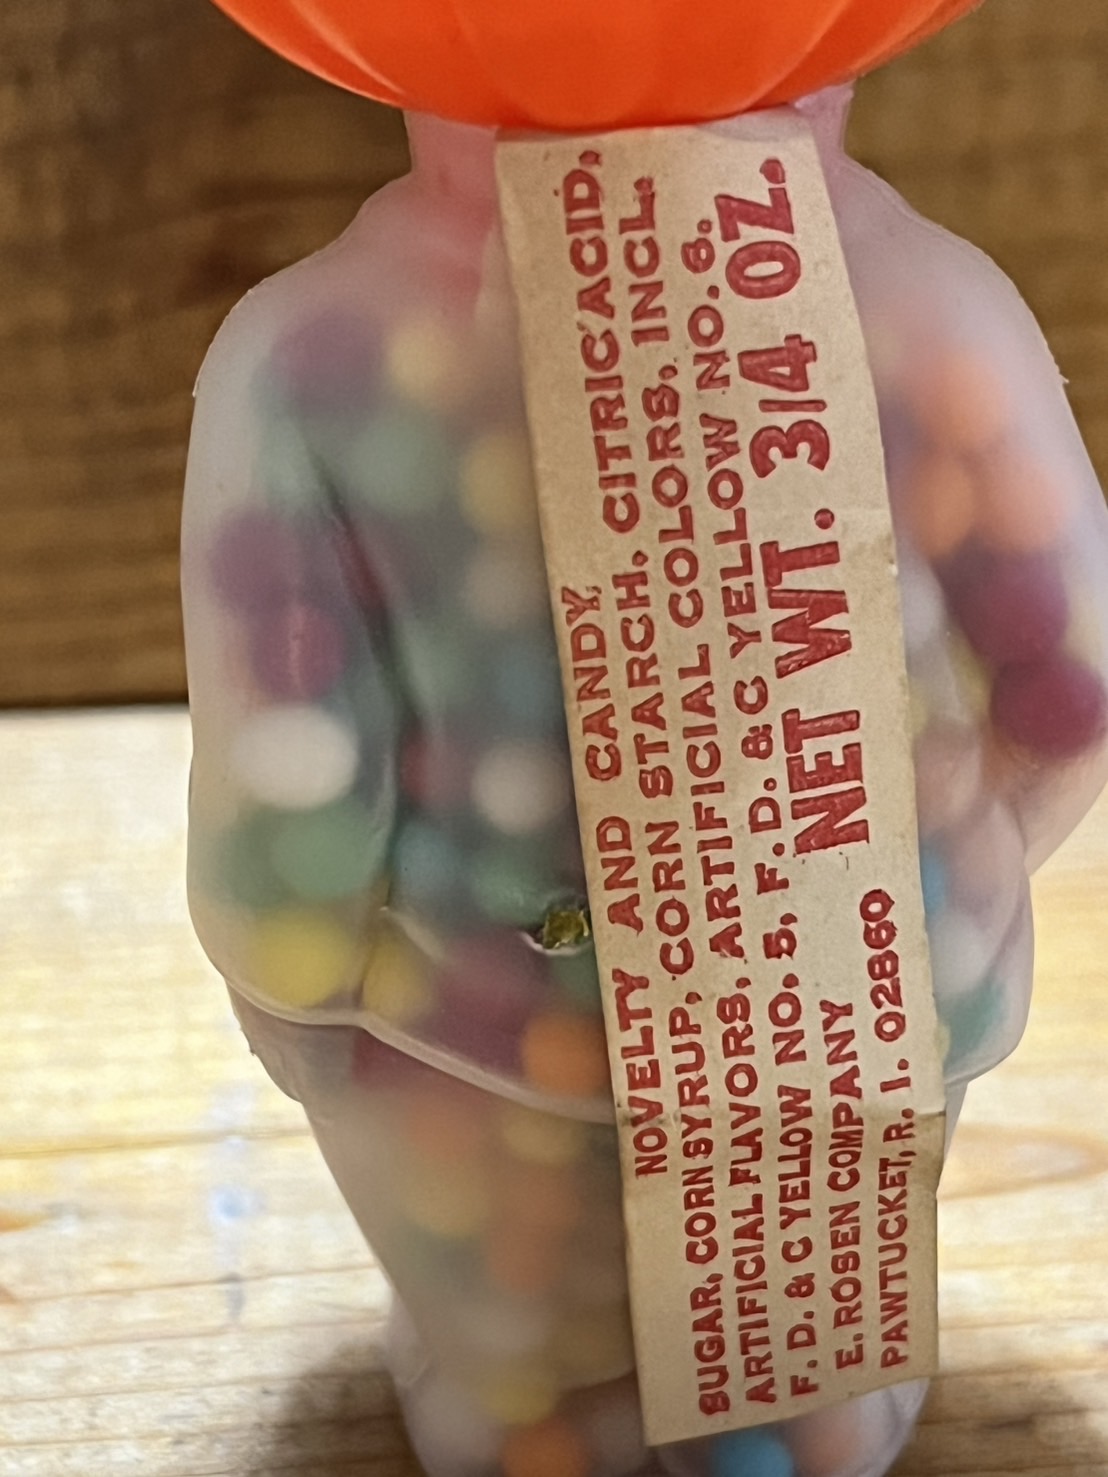 NOVELTY AND CANDY,
SUGAR, CORN SYRUP, CORN STARCH, CITRIC ACID,
ARTIFICIAL FLAVORS, ARTIFICIAL COLORS. INCL.
F. D. & C YELLOW NO. 5, F. D. & C YELLOW NO. 6.
NET WT. 3/4 OZ.
E. ROSEN COMPANY
PAWTUCKET, R. I. 02860